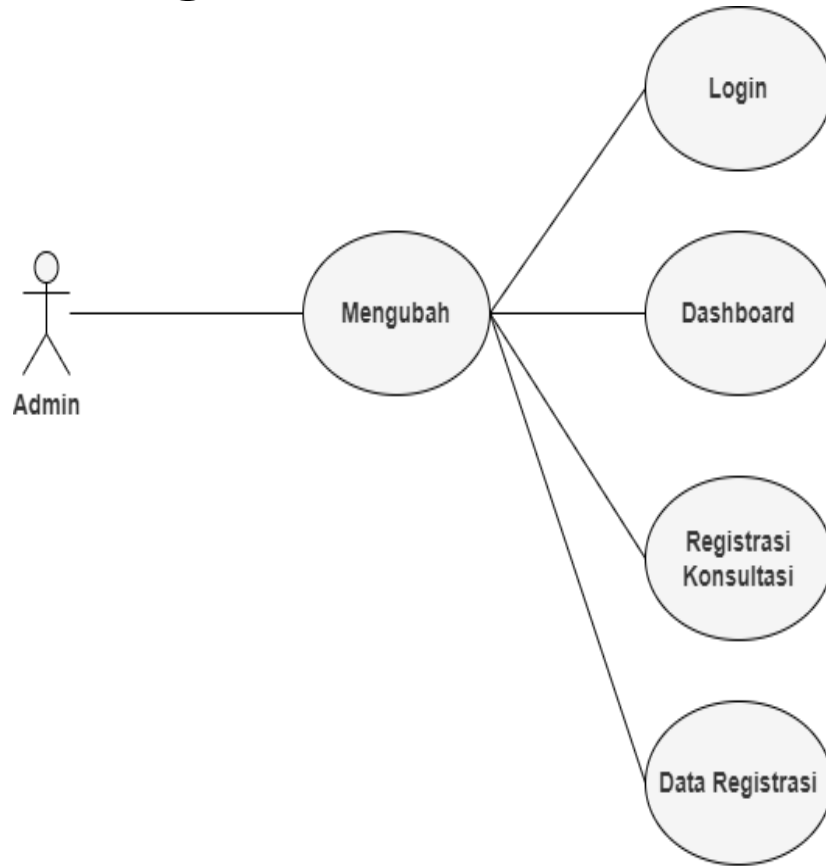 Login
Mengubah
Dashboard
Admin
Registrasi
Konsultasi
Data Registrasi